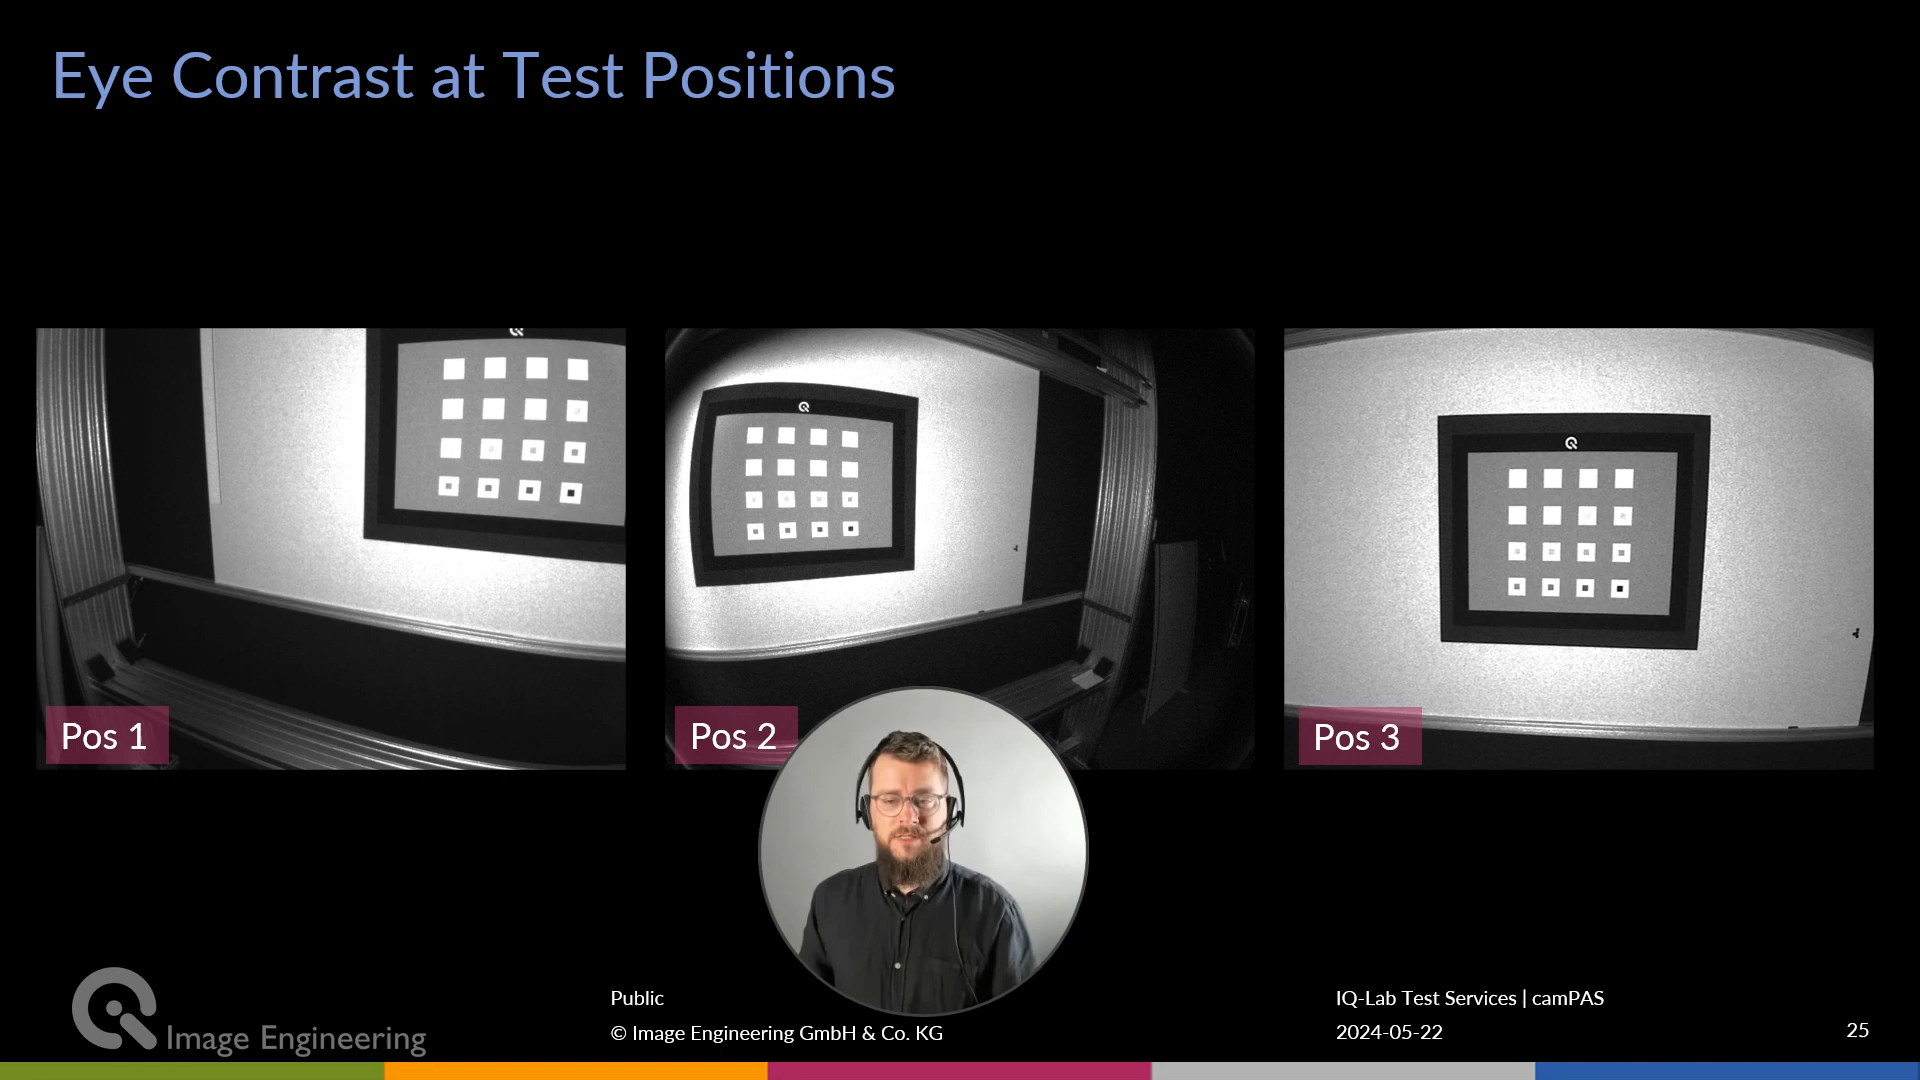 Eye Contrast at Test Positions
Pos 1
Pos 2
Pos 3
Image Engineering
Public
© Image Engineering GmbH & Co. KG
IQ-Lab Test Services | camPAS
2024-05-22
25